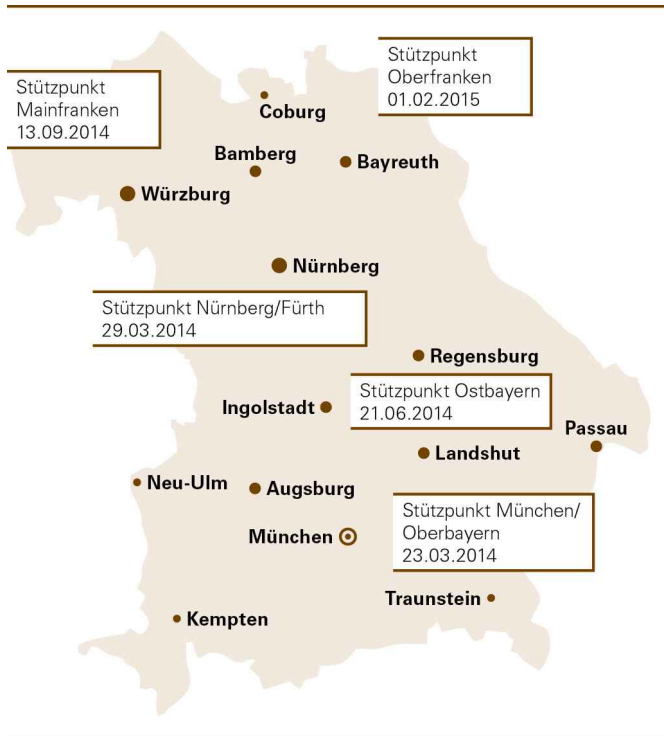 Stützpunkt
Oberfranken
01.02.2015
Stützpunkt
Mainfranken
13.09.2014
Coburg
Bamberg
Bayreuth
Würzburg
Nürnberg
Stützpunkt Nürnberg/Fürth
29.03.2014
Regensburg
Stützpunkt Ostbayern
21.06.2014
Ingolstadt
Passau
Landshut
Neu-Ulm
Augsburg
Stützpunkt München/
Oberbayern
23.03.2014
München
Traunstein
Kempten